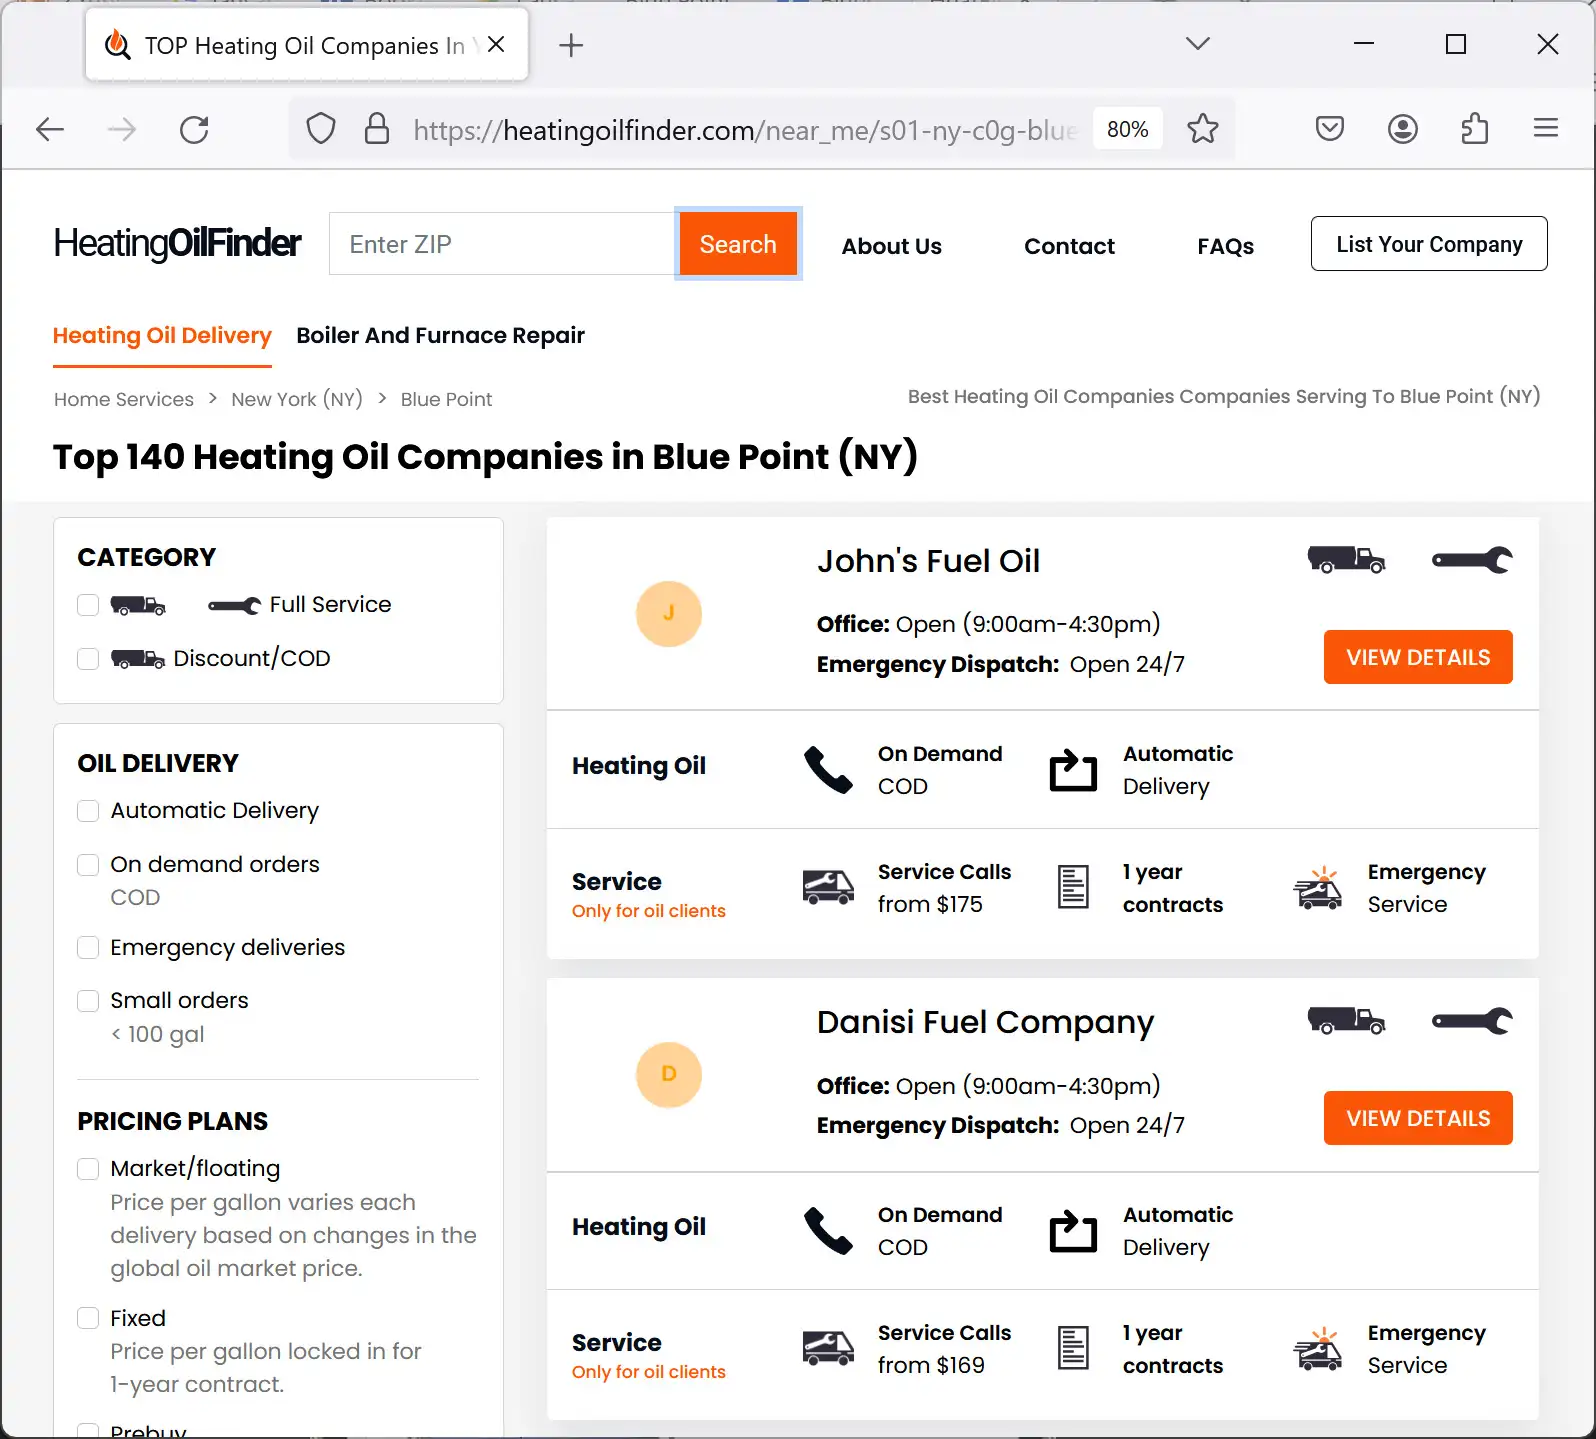 TOP Heating Oil Companies In
https://heatingoilfinder.com/near_me/s01-ny-c0g-blue
80%
HeatingOilFinder
Enter ZIP
Search
About Us
Contact
FAQs
List Your Company
Heating Oil Delivery
Boiler And Furnace Repair
Home Services > New York (NY) > Blue Point
Best Heating Oil Companies Companies Serving To Blue Point (NY)
Top 140 Heating Oil Companies in Blue Point (NY)
CATEGORY
Full Service
Discount/COD
OIL DELIVERY
Automatic Delivery
On demand orders
COD
Emergency deliveries
Small orders
< 100 gal
PRICING PLANS
Market/floating
Price per gallon varies each
delivery based on changes in the
global oil market price.
Fixed
Price per gallon locked in for
1-year contract.
Prebuy
J
John's Fuel Oil
Office: Open (9:00am-4:30pm)
Emergency Dispatch: Open 24/7
VIEW DETAILS
Heating Oil
On Demand
COD
Automatic
Delivery
Service
Only for oil clients
Service Calls
from $175
1 year
contracts
Emergency
Service
D
Danisi Fuel Company
Office: Open (9:00am-4:30pm)
Emergency Dispatch: Open 24/7
VIEW DETAILS
Heating Oil
On Demand
COD
Automatic
Delivery
Service
Only for oil clients
Service Calls
from $169
1 year
contracts
Emergency
Service